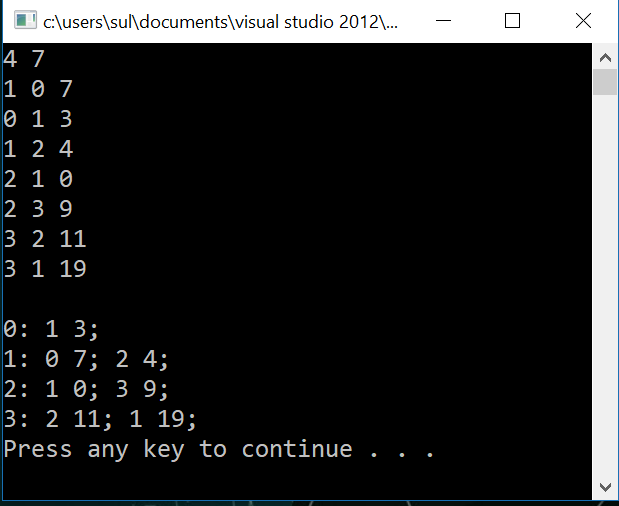 c:\users\sul\documents\visual studio 2012\...
4 7
1 0 7
0 1 3
1 2 4
2 1 0
2 3 9
3 2 11
3 1 19
0: 1 3;
1: 0 7; 2 4;
2: 1 0; 3 9;
3: 2 11; 1 19;
Press any key to continue . . .